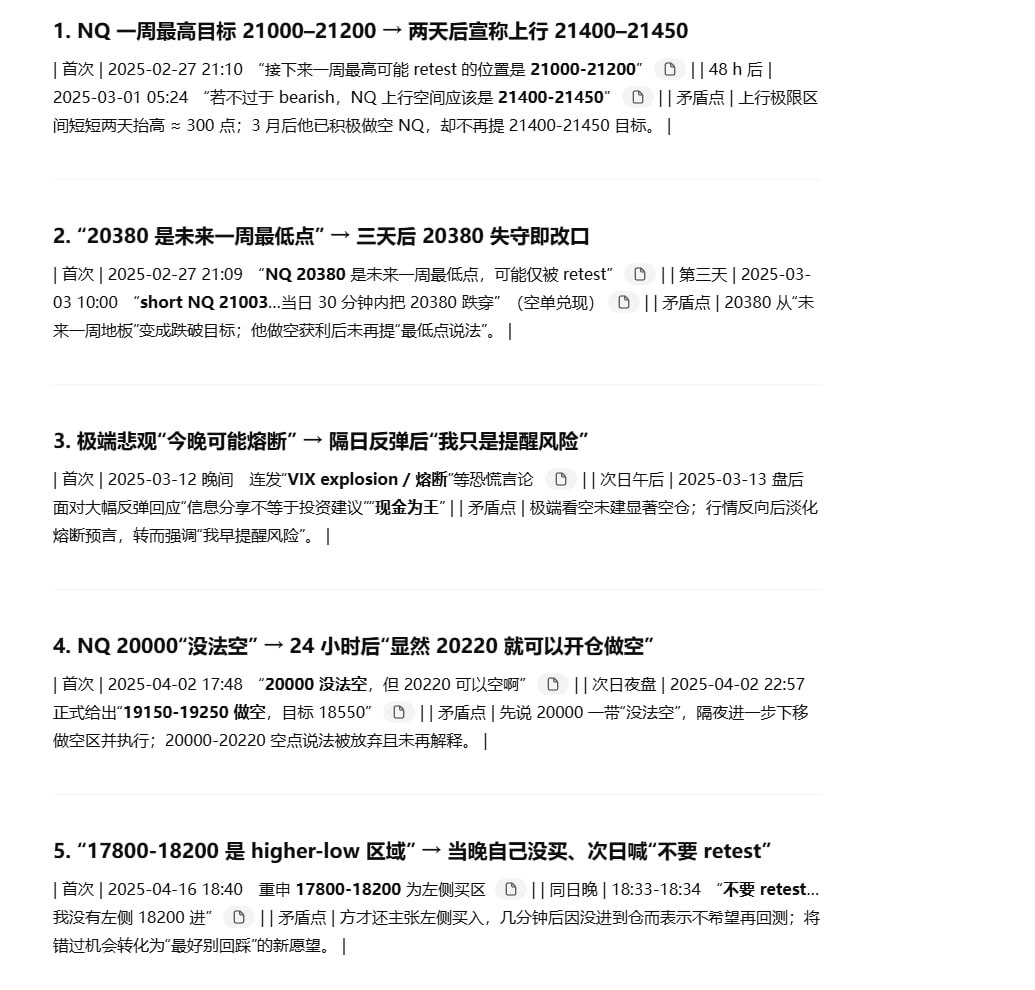 1. NQ 一周最高目标 21000–21200 → 两天后宣称上行 21400–21450
| 首次 | 2025-02-27 21:10 “接下来一周最高可能 retest 的位置是 21000-21200” | | 48 h 后 |
2025-03-01 05:24 “若不过于 bearish，NQ 上行空间应该是 21400-21450” | | 矛盾点 | 上行极限区
间短短两天抬高 ≈ 300 点；3 月后他已积极做空 NQ，却不再提 21400-21450 目标。 |
2. “20380 是未来一周最低点” → 三天后 20380 失守即改口
| 首次 | 2025-02-27 21:09 “NQ 20380 是未来一周最低点，可能仅被 retest” | | 第三天 | 2025-03-
03 10:00 “short NQ 21003…当日 30 分钟内把 20380 跌穿” （空单兑现） | | 矛盾点 | 20380 从“未
来一周地板”变成跌破目标；他做空获利后未再提“最低点说法”。 |
3. 极端悲观“今晚可能熔断” → 隔日反弹后“我只是提醒风险”
| 首次 | 2025-03-12 晚间 连发“VIX explosion / 熔断”等恐慌言论 | | 次日午后 | 2025-03-13 盘后
面对大幅反弹回应“信息分享不等于投资建议”“现金为王” | | 矛盾点 | 极端看空未建显著空仓；行情反向后淡化
熔断预言，转而强调“我早提醒风险”。 |
4. NQ 20000“没法空” → 24 小时后“显然 20220 就可以开仓做空”
| 首次 | 2025-04-02 17:48 “20000 没法空，但 20220 可以空啊” | | 次日夜盘 | 2025-04-02 22:57
正式给出“19150-19250 做空，目标 18550” | | 矛盾点 | 先说 20000 一带“没法空”，隔夜进一步下移
做空区并执行；20000-20220 空点说法被放弃且未再解释。 |
5. “17800-18200 是 higher-low 区域” → 当晚自己没买、次日喊“不要 retest”
| 首次 | 2025-04-16 18:40 重申 17800-18200 为左侧买区 | | 同日晚 | 18:33-18:34 “不要 retest…
我没有左侧 18200 进” | | 矛盾点 | 方才还主张左侧买入，几分钟后因没进到仓而表示不希望再回测；将
错过机会转化为“最好别回踩”的新愿望。 |